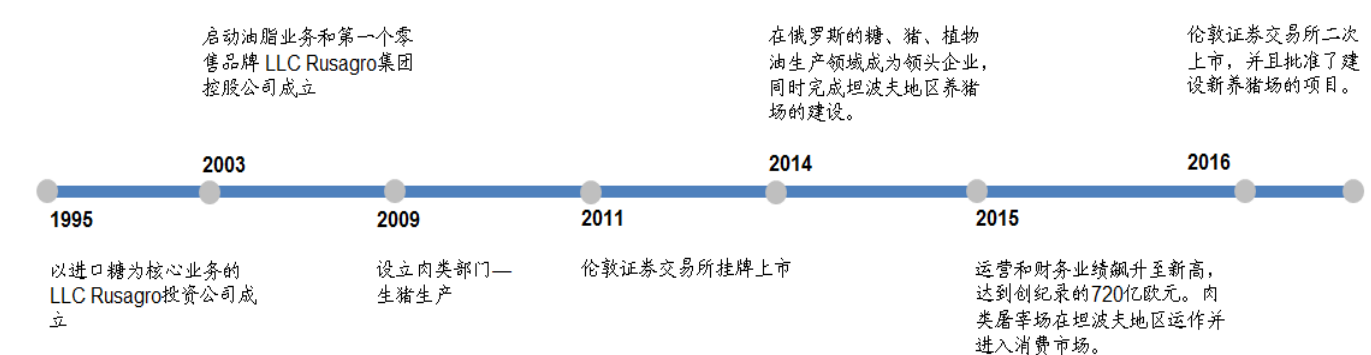 启动油脂业务和第一个零
售品牌 LLC Rusagro集团
控股公司成立
在俄罗斯的糖、猪、植物
油生产领域成为领头企业，
同时完成坦波夫地区养猪
场的建设。
伦敦证券交易所二次
上市，并且批准了建
设新养猪场的项目。
2003
2014
2016
1995
2009
2011
2015
以进口糖为核心业务的
LLC Rusagro投资公司成
立
设立肉类部门—
生猪生产
伦敦证券交易所挂牌上市
运营和财务业绩飙升至新高，
达到创纪录的720亿欧元。肉
类屠宰场在坦波夫地区运作并
进入消费市场。